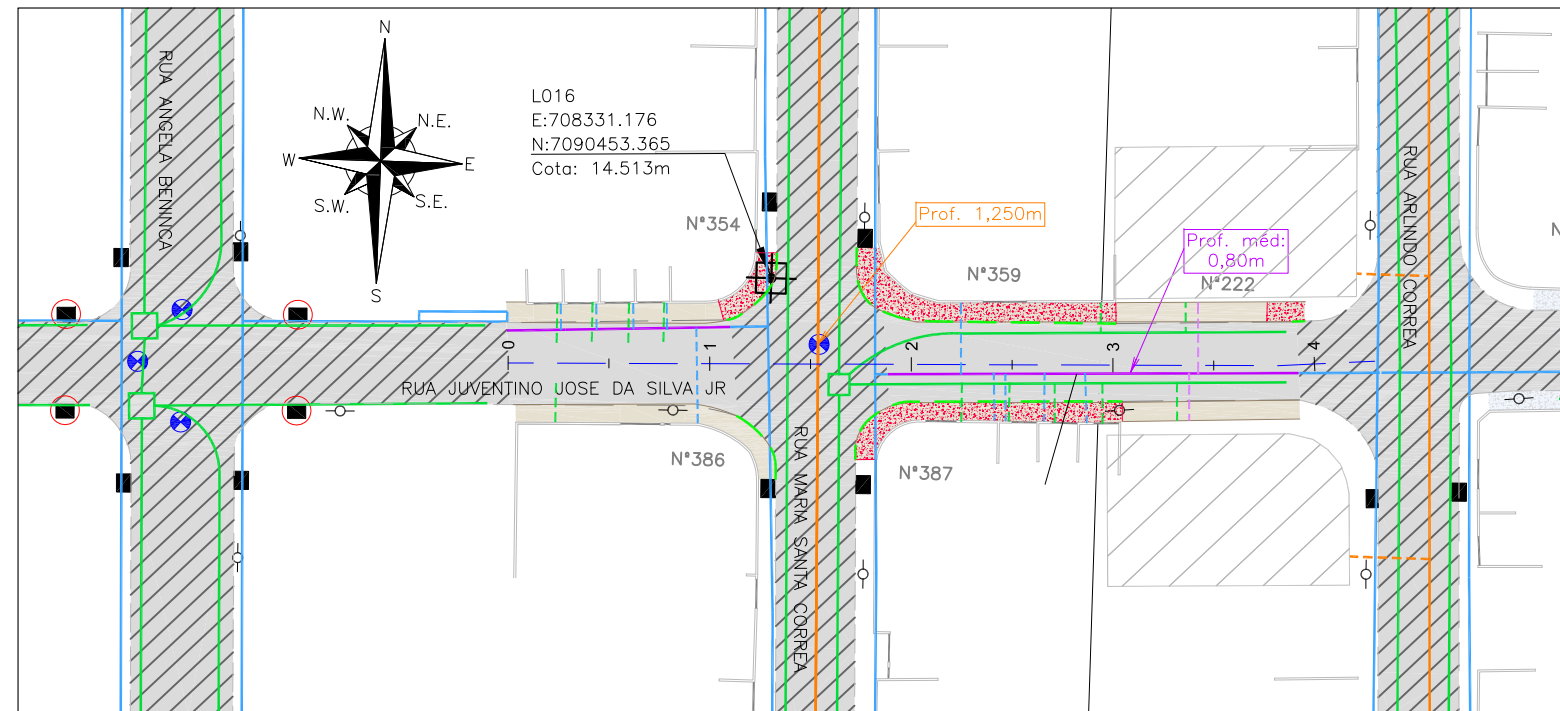 RUA ANGELA BENINCA
N
N.W.
N.E.
W
E
S.W.
S.E.
S
L016
E:708331.176
N:7090453.365
Cota: 14.513m
N°354
Prof. 1,250m
N°359
Prof. méd:
0,80m
N°222
RUA ARLINDO CORREA
0
1
2
3
4
RUA JUVENTINO JOSE DA SILVA JR
RUA MARIA SANTA CORREA
N°386
N°387
N